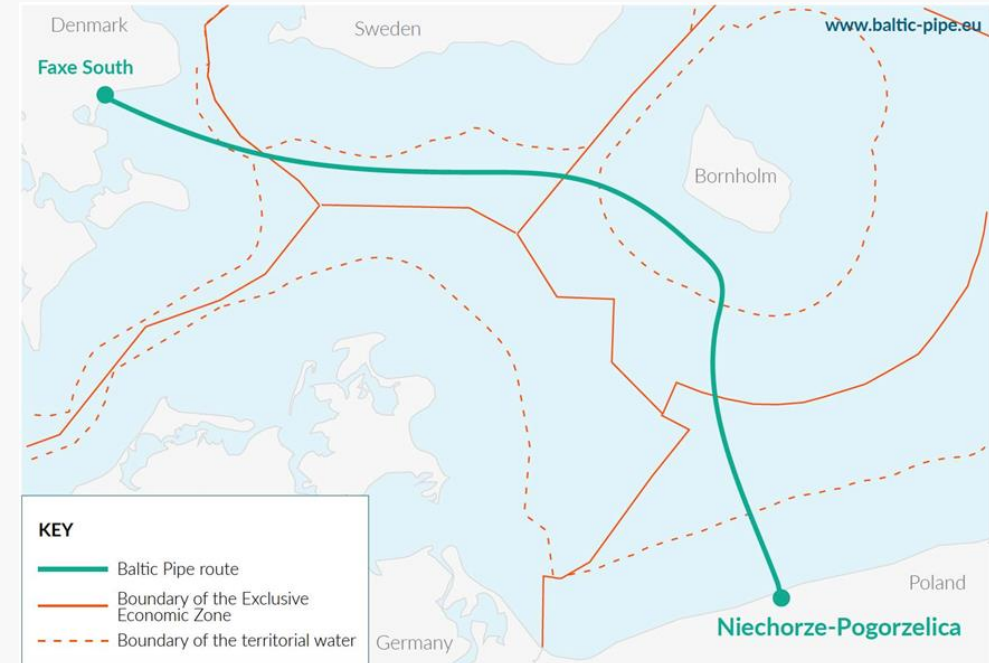 Denmark
Sweden
www.baltic-pipe.eu
Faxe South
Bornholm
KEY
Baltic Pipe route
Boundary of the Exclusive
Economic Zone
Boundary of the territorial water
Germany
Poland
Niechorze-Pogorzelica